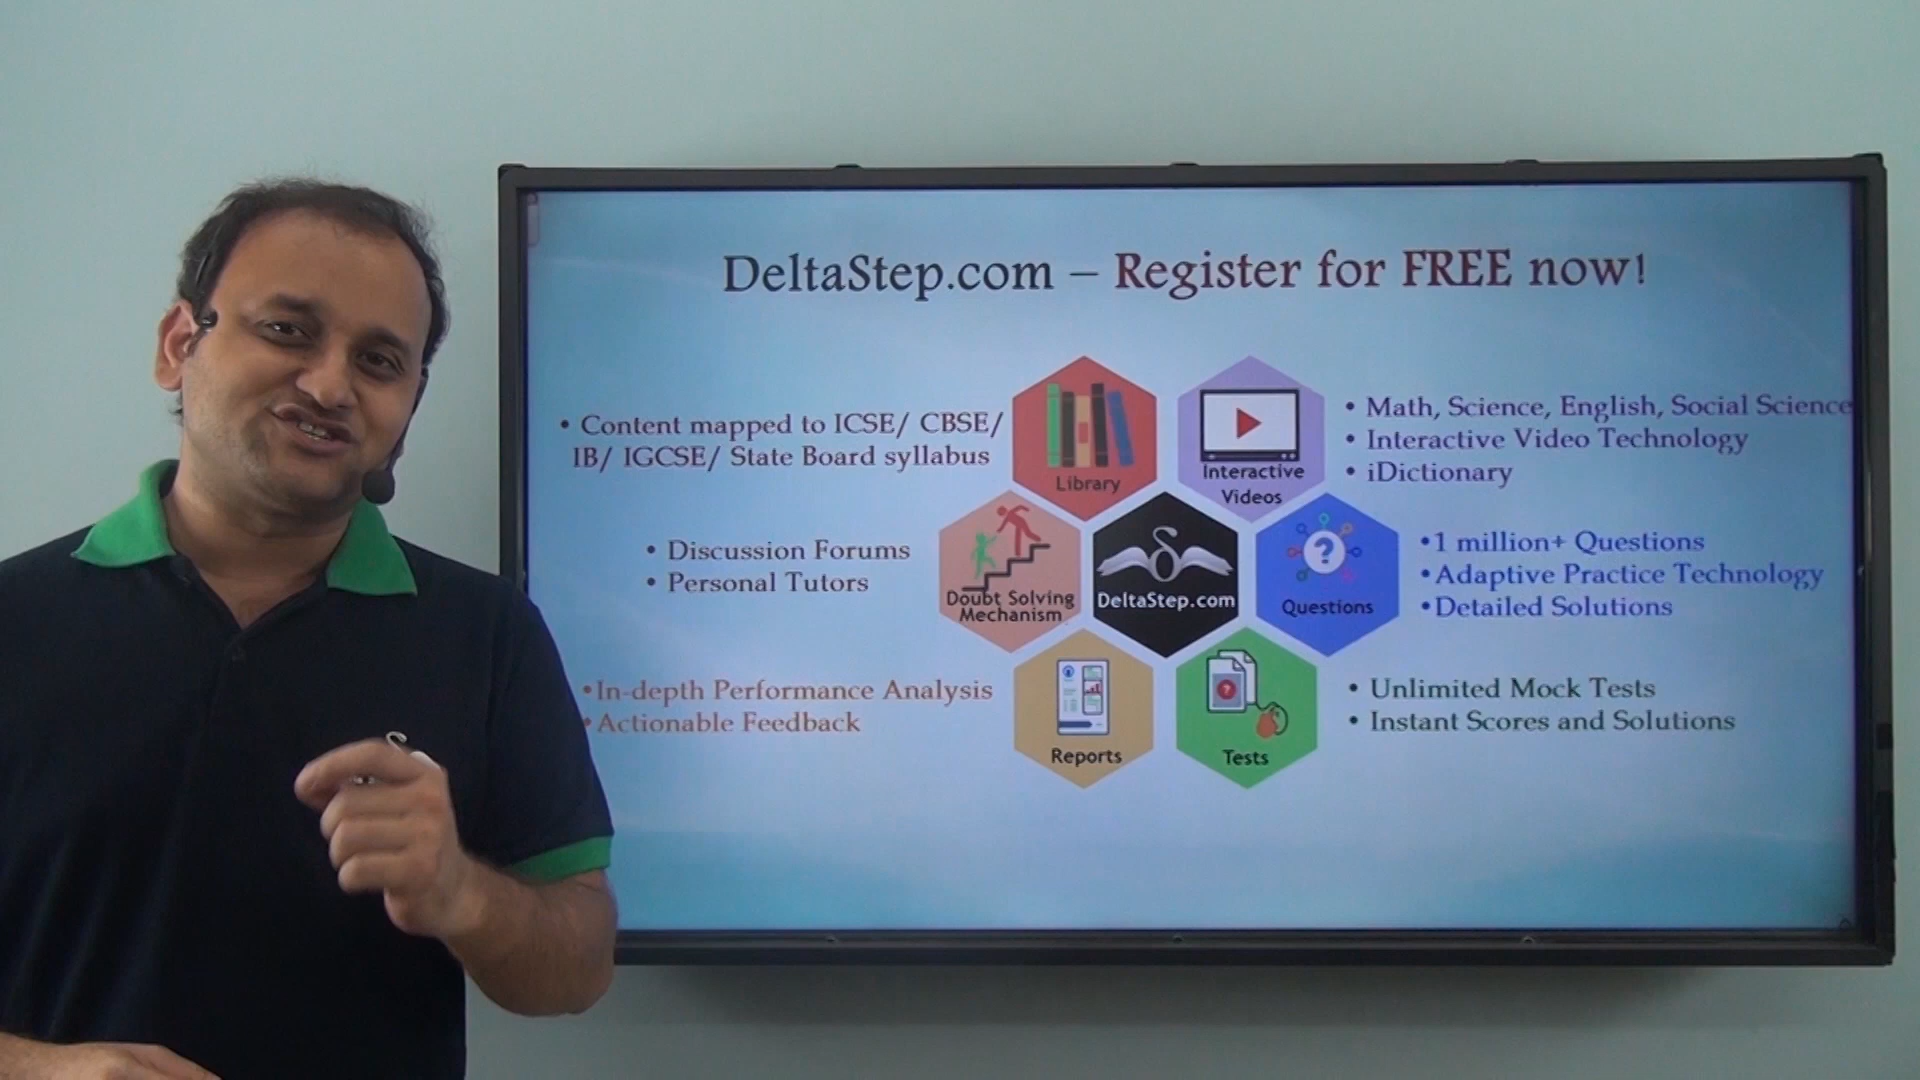 DeltaStep.com – Register for FREE now!
• Content mapped to ICSE/ CBSE/
IB/ IGCSE/ State Board syllabus
Library
Interactive
Videos
• Math, Science, English, Social Science
• Interactive Video Technology
• iDictionary
• Discussion Forums
• Personal Tutors
Doubt Solving
Mechanism
δ
DeltaStep.com
?
Questions
•1 million+ Questions
•Adaptive Practice Technology
•Detailed Solutions
•In-depth Performance Analysis
•Actionable Feedback
Reports
?
Tests
• Unlimited Mock Tests
• Instant Scores and Solutions